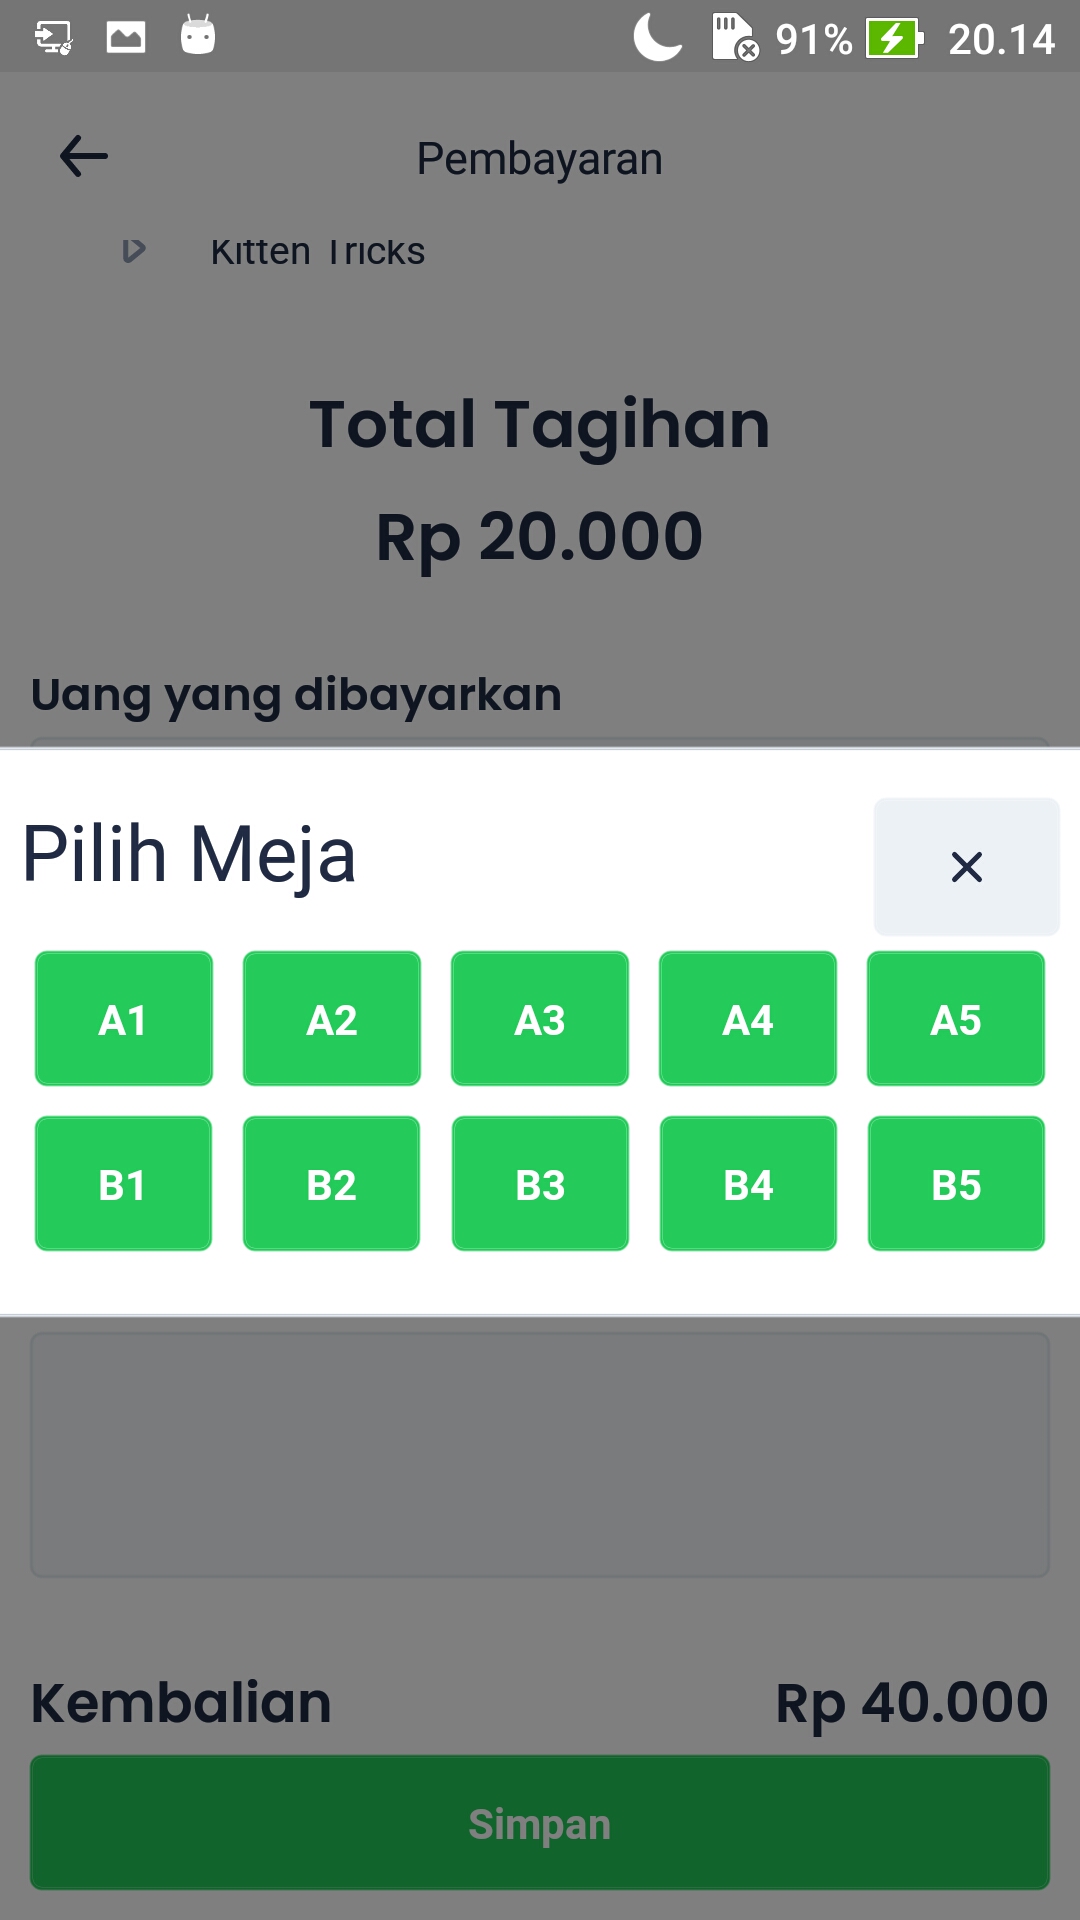 91% 20.14
Pembayaran
Kitten Tricks
Total Tagihan
Rp 20.000
Uang yang dibayarkan
Pilih Meja
A1 A2 A3 A4 A5
B1 B2 B3 B4 B5
Kembalian Rp 40.000
Simpan